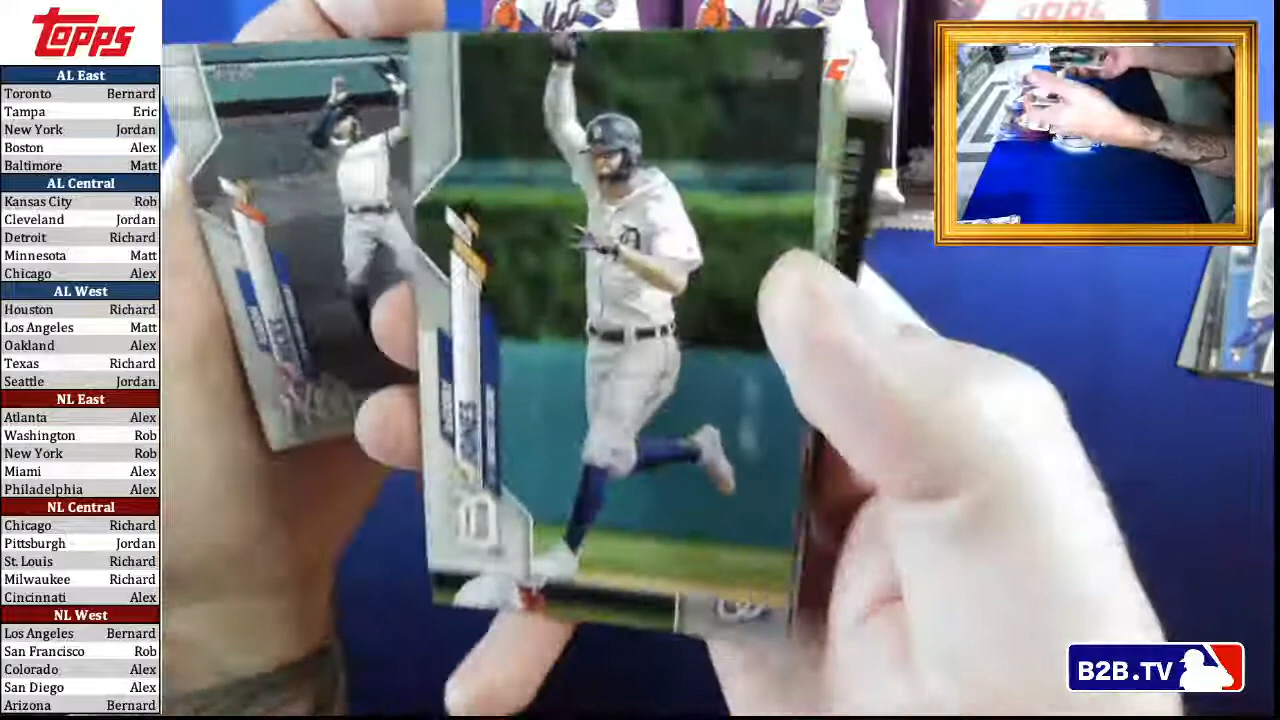 Topps
AL East
Toronto Bernard
Tampa Eric
New York Jordan
Boston Alex
Baltimore Matt
AL Central
Kansas City Rob
Cleveland Jordan
Detroit Richard
Minnesota Matt
Chicago Alex
AL West
Houston Richard
Los Angeles Matt
Oakland Alex
Texas Richard
Seattle Jordan
NL East
Atlanta Alex
Washington Rob
New York Rob
Miami Alex
Philadelphia Alex
NL Central
Chicago Richard
Pittsburgh Jordan
St. Louis Richard
Milwaukee Richard
Cincinnati Alex
NL West
Los Angeles Bernard
San Francisco Rob
Colorado Alex
San Diego Alex
Arizona Bernard
B2B.TV